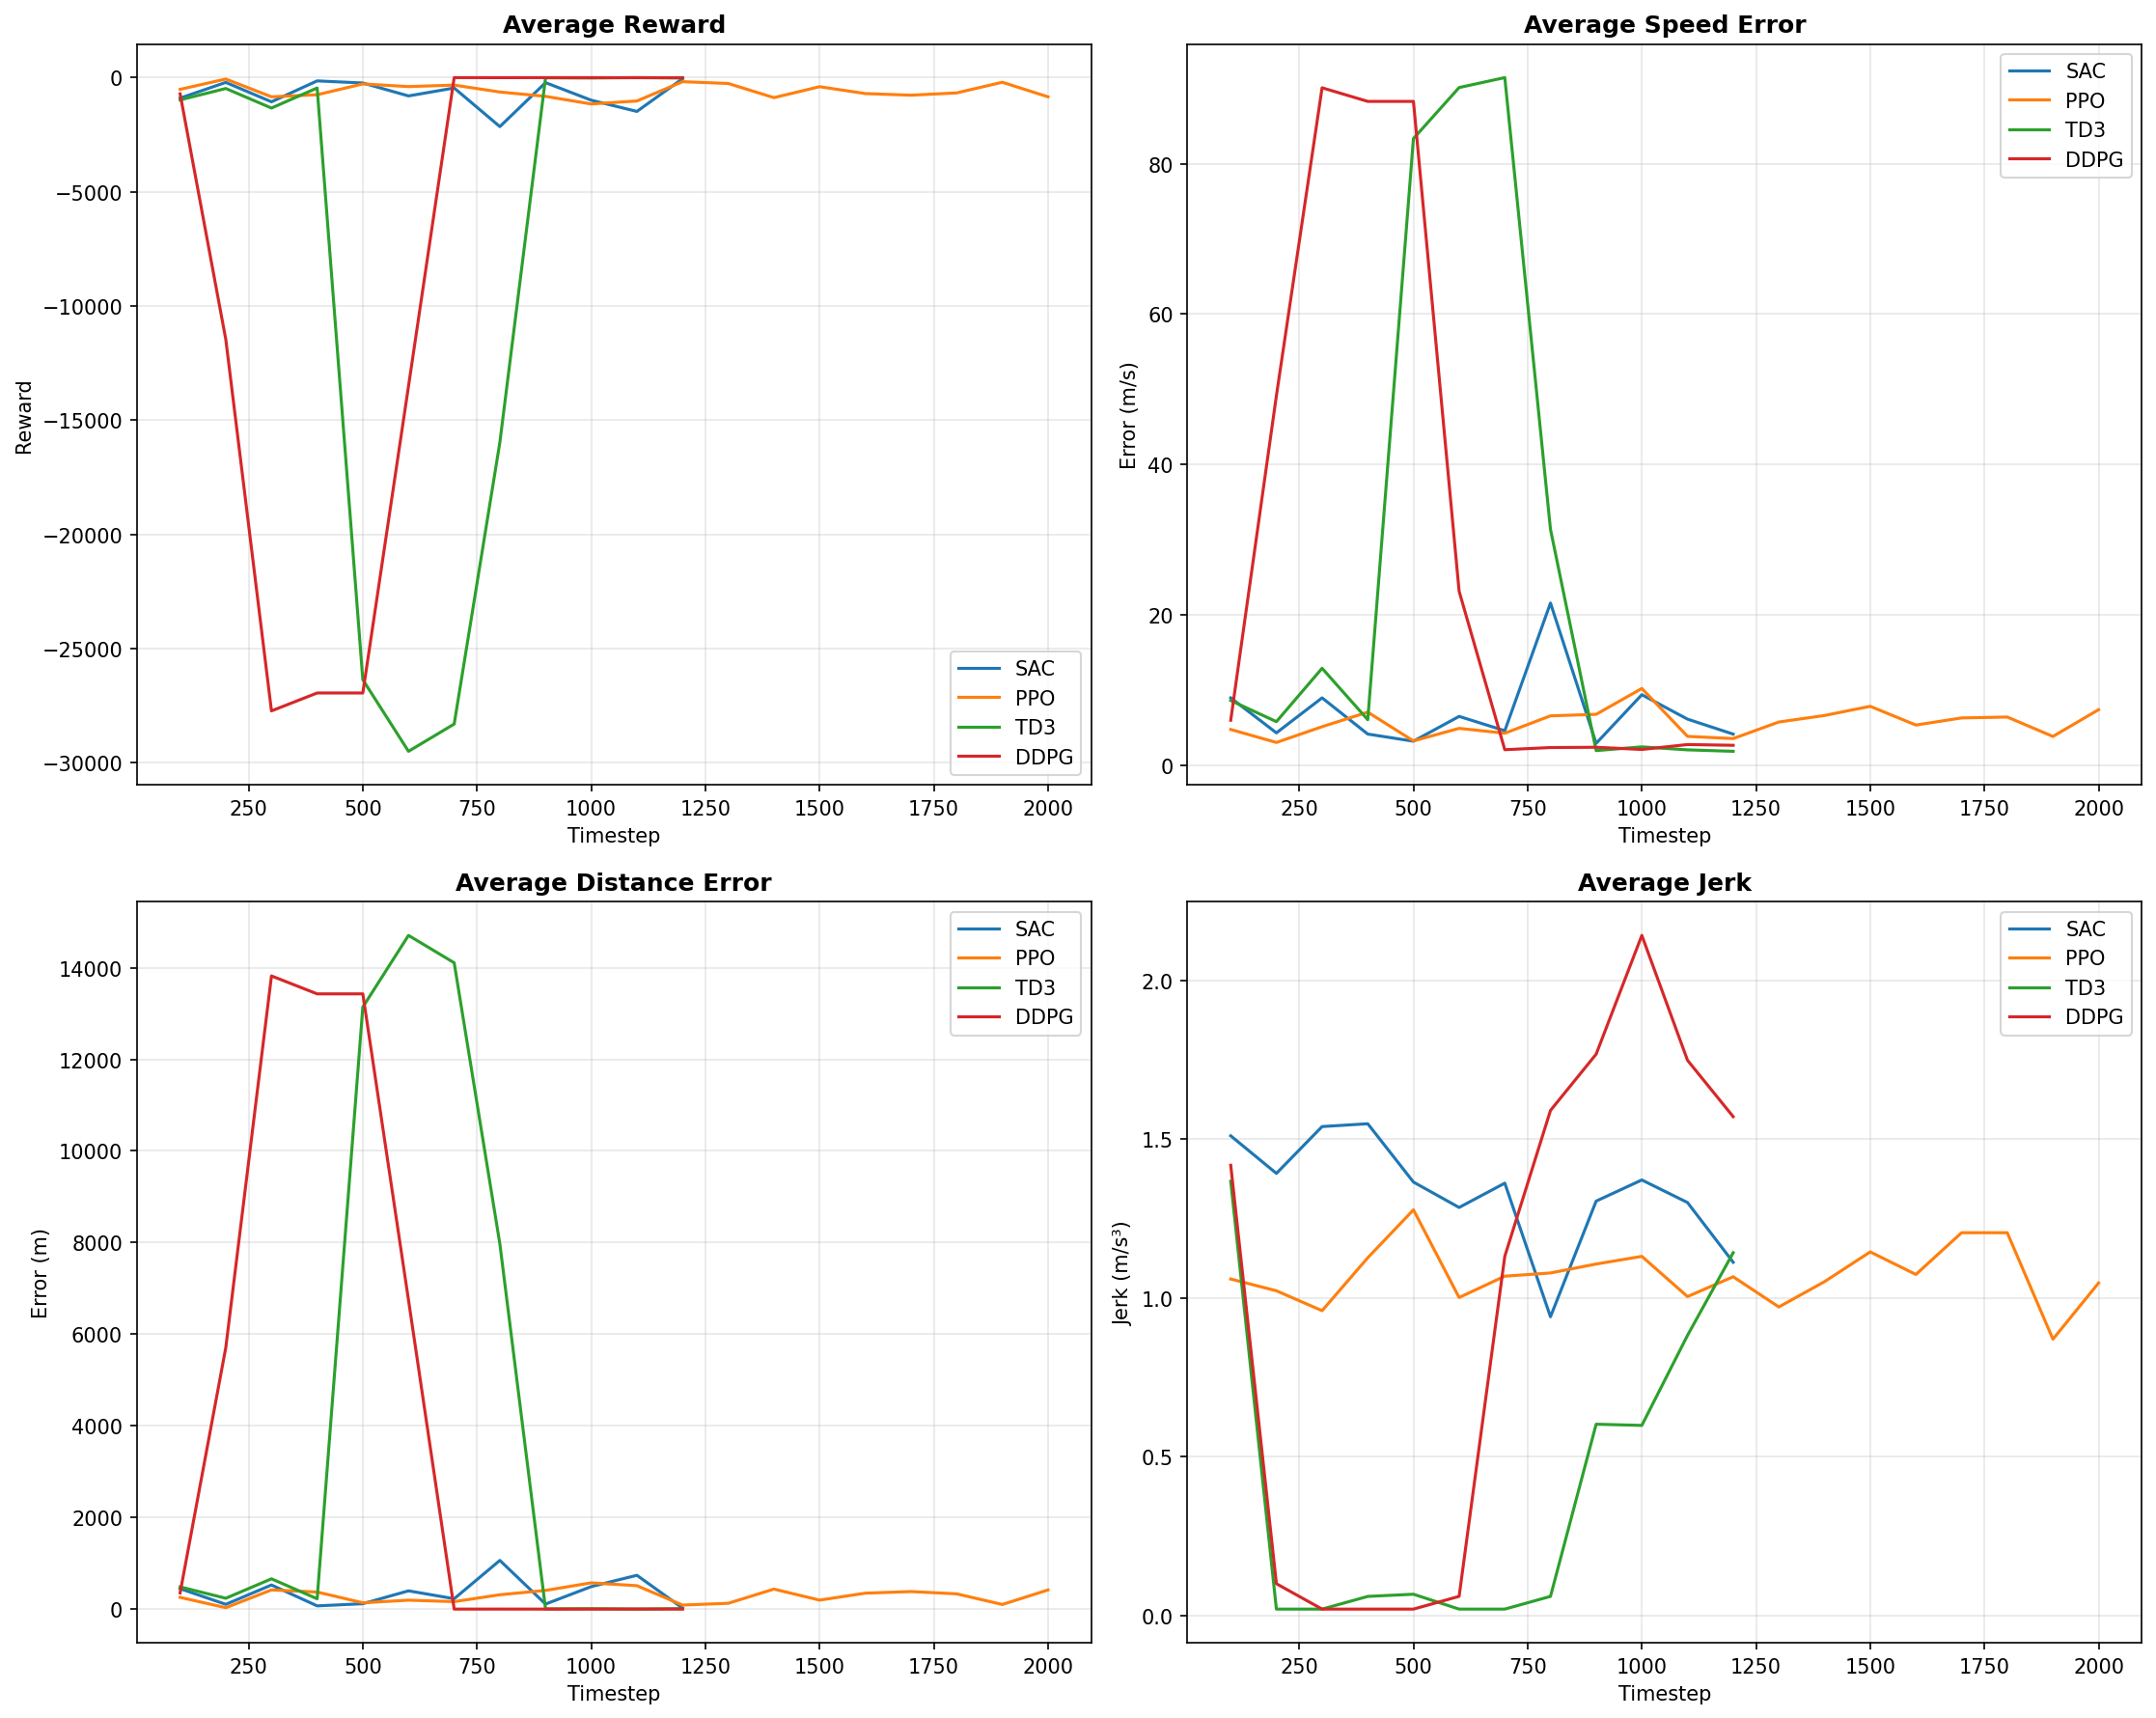 Average Reward
0
−5000
−10000
−15000
−20000
−25000
−30000
Reward
250 500 750 1000 1250 1500 1750 2000
Timestep
SAC
PPO
TD3
DDPG
Average Speed Error
80
60
40
20
0
Error (m/s)
250 500 750 1000 1250 1500 1750 2000
Timestep
SAC
PPO
TD3
DDPG
Average Distance Error
14000
12000
10000
8000
6000
4000
2000
0
Error (m)
250 500 750 1000 1250 1500 1750 2000
Timestep
SAC
PPO
TD3
DDPG
Average Jerk
2.0
1.5
1.0
0.5
0.0
Jerk (m/s³)
250 500 750 1000 1250 1500 1750 2000
Timestep
SAC
PPO
TD3
DDPG